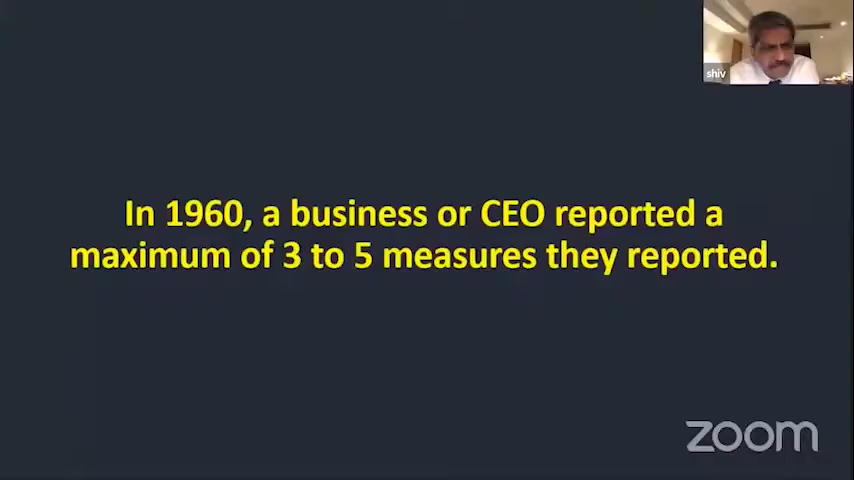 shiv
In 1960, a business or CEO reported a
maximum of 3 to 5 measures they reported.
zoom